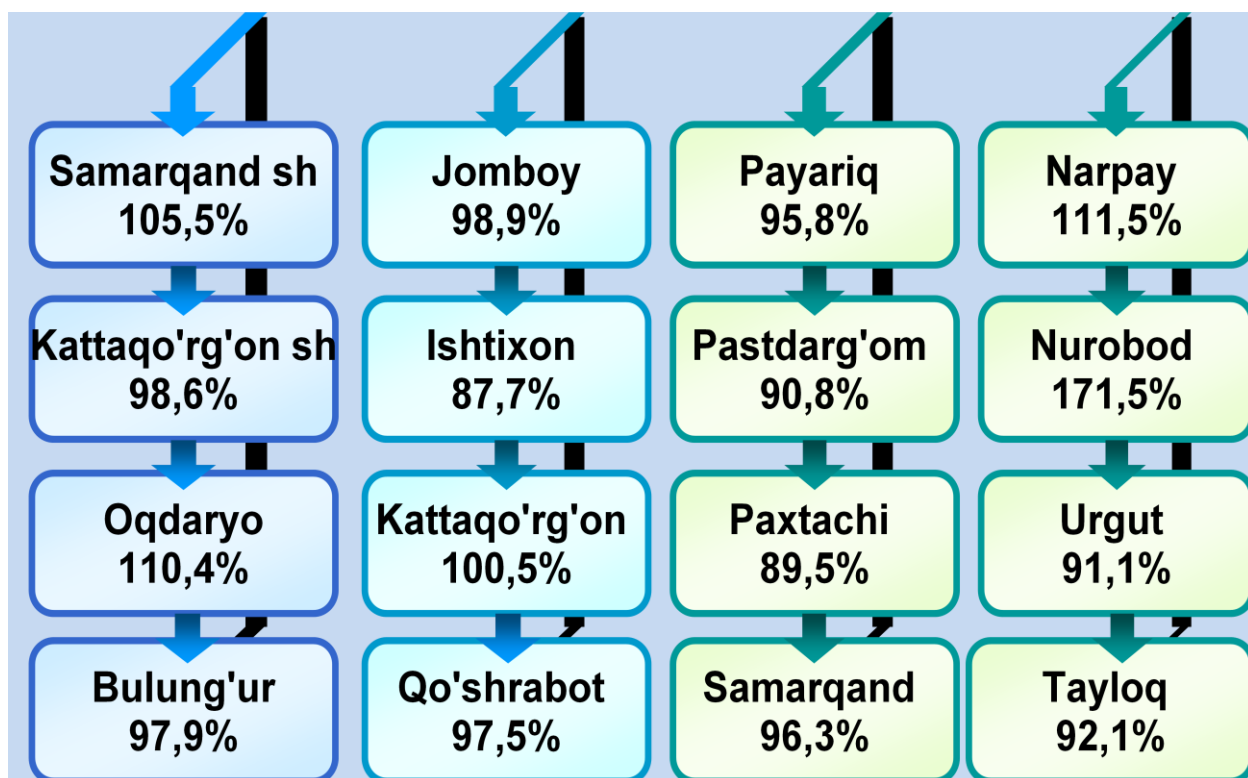 Samarqand sh
105,5%
Kattaqo'rg'on sh
98,6%
Oqdaryo
110,4%
Bulung'ur
97,9%
Jomboy
98,9%
Ishtixon
87,7%
Kattaqo'rg'on
100,5%
Qo'shrabot
97,5%
Payariq
95,8%
Pastdarg'om
90,8%
Paxtachi
89,5%
Samarqand
96,3%
Narpay
111,5%
Nurobod
171,5%
Urgut
91,1%
Tayloq
92,1%